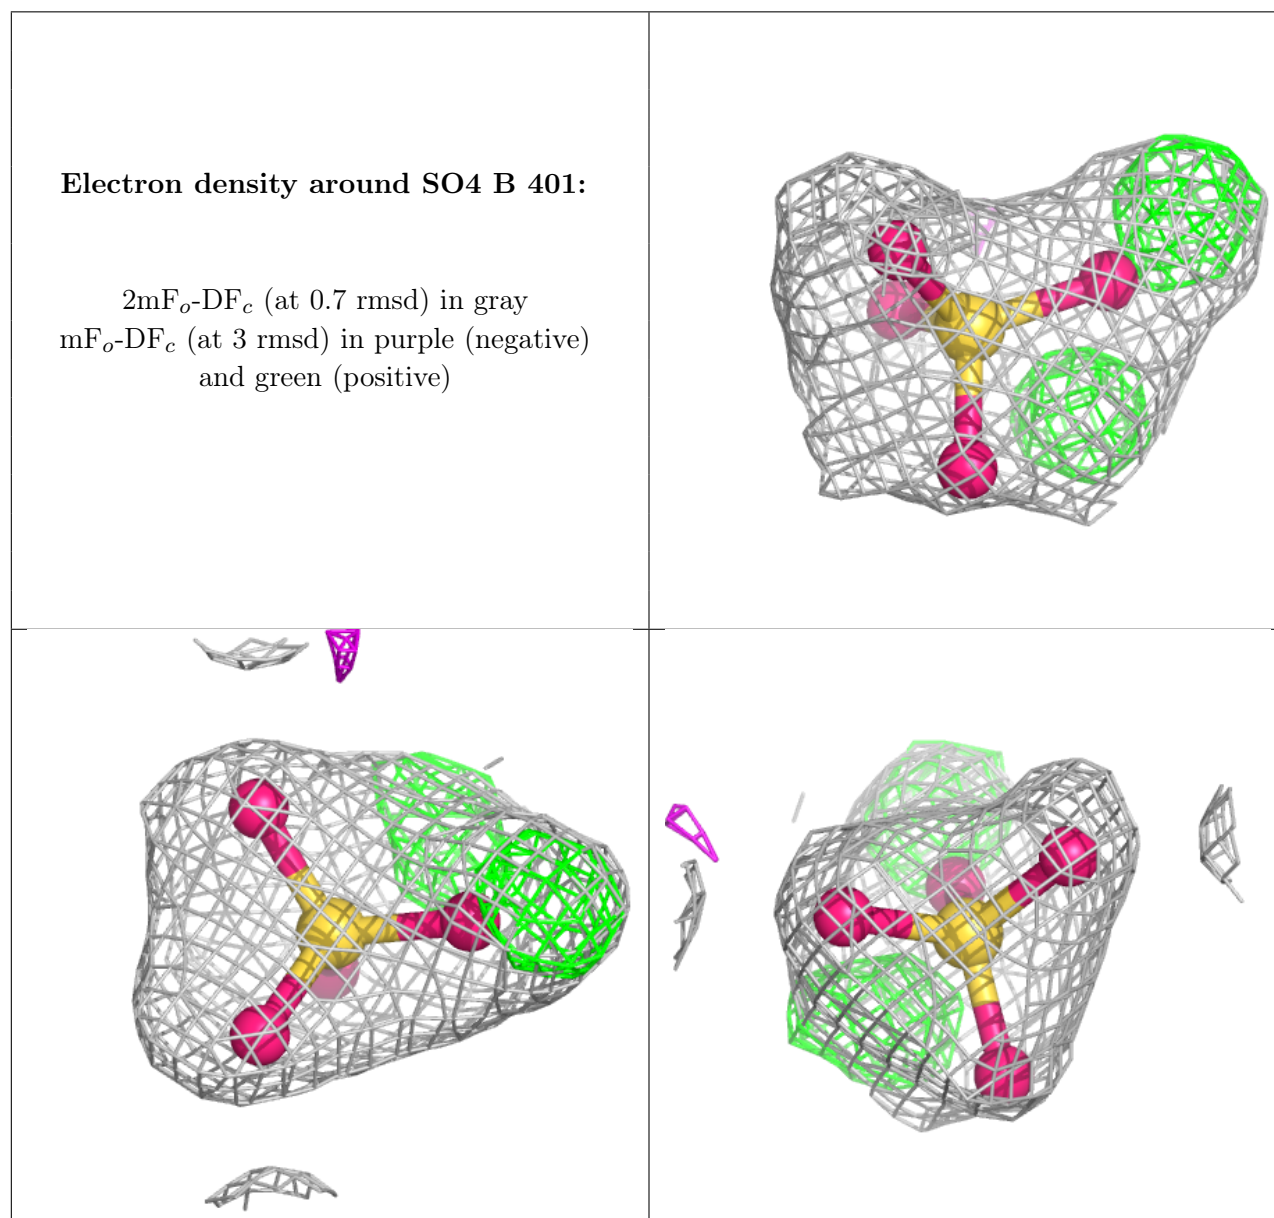 Electron density around SO4 B 401:
2mFo-DFc (at 0.7 rmsd) in gray
mFo-DFc (at 3 rmsd) in purple (negative)
and green (positive)